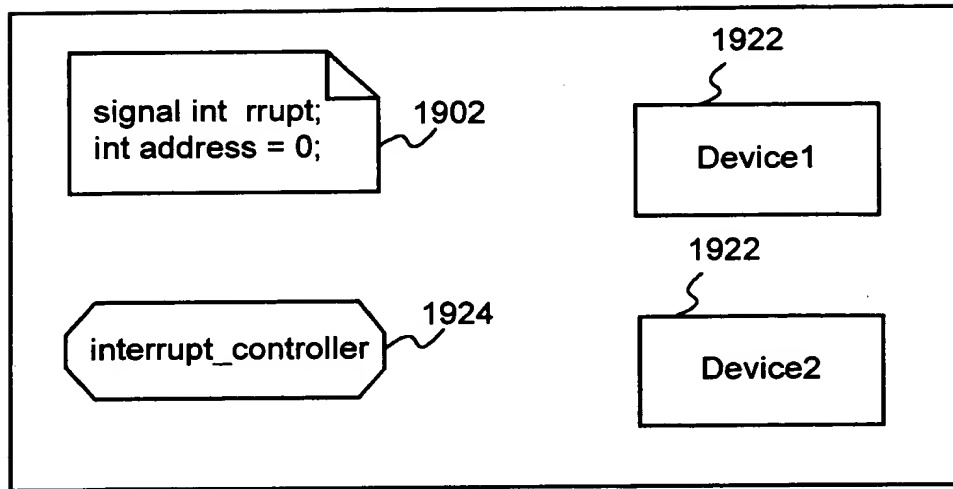 signal int rrupt;
int address = 0;
1902
1922
Device1
interrupt_controller
1924
1922
Device2